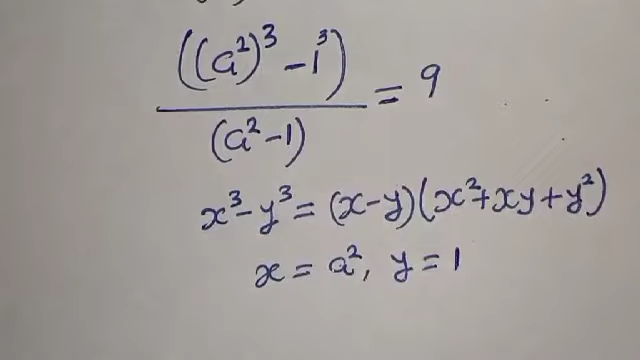 ((a²)³ - 1³)
/ (a² - 1) = 9
x³ - y³ = (x - y)(x² + xy + y²)
x = a², y = 1